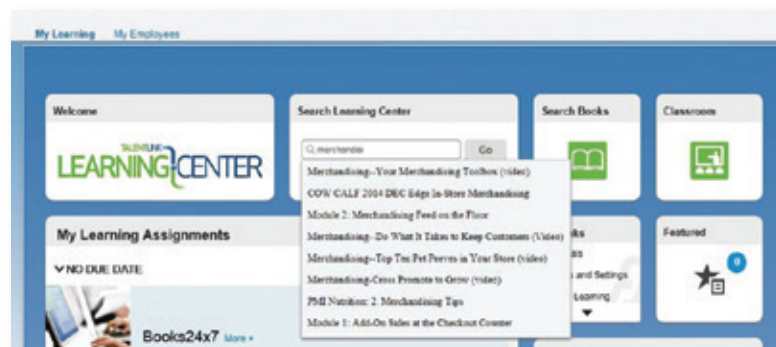 My Learning My Employees
Welcome
Search Learning Center
Search Books
Classroom
TALENTLINK
LEARNING CENTER
Go
Merchandising--Your Merchandising Toolbox (video)
COW CALF 2014 DEC Edge In-Store Merchandising
Module 2: Merchandising Feed on the Floor
Merchandising--Do What It Takes to Keep Customers (Video)
Merchandising--Top Ten Pet Peeves in Your Store (video)
Merchandising-Cross Promote to Grow (video)
PMI Nutrition: 2. Merchandising Tips
Module 1: Add-On Sales at the Checkout Counter
My Learning Assignments
Featured
and Settings
Learning
0
NO DUE DATE
Books24x7 More